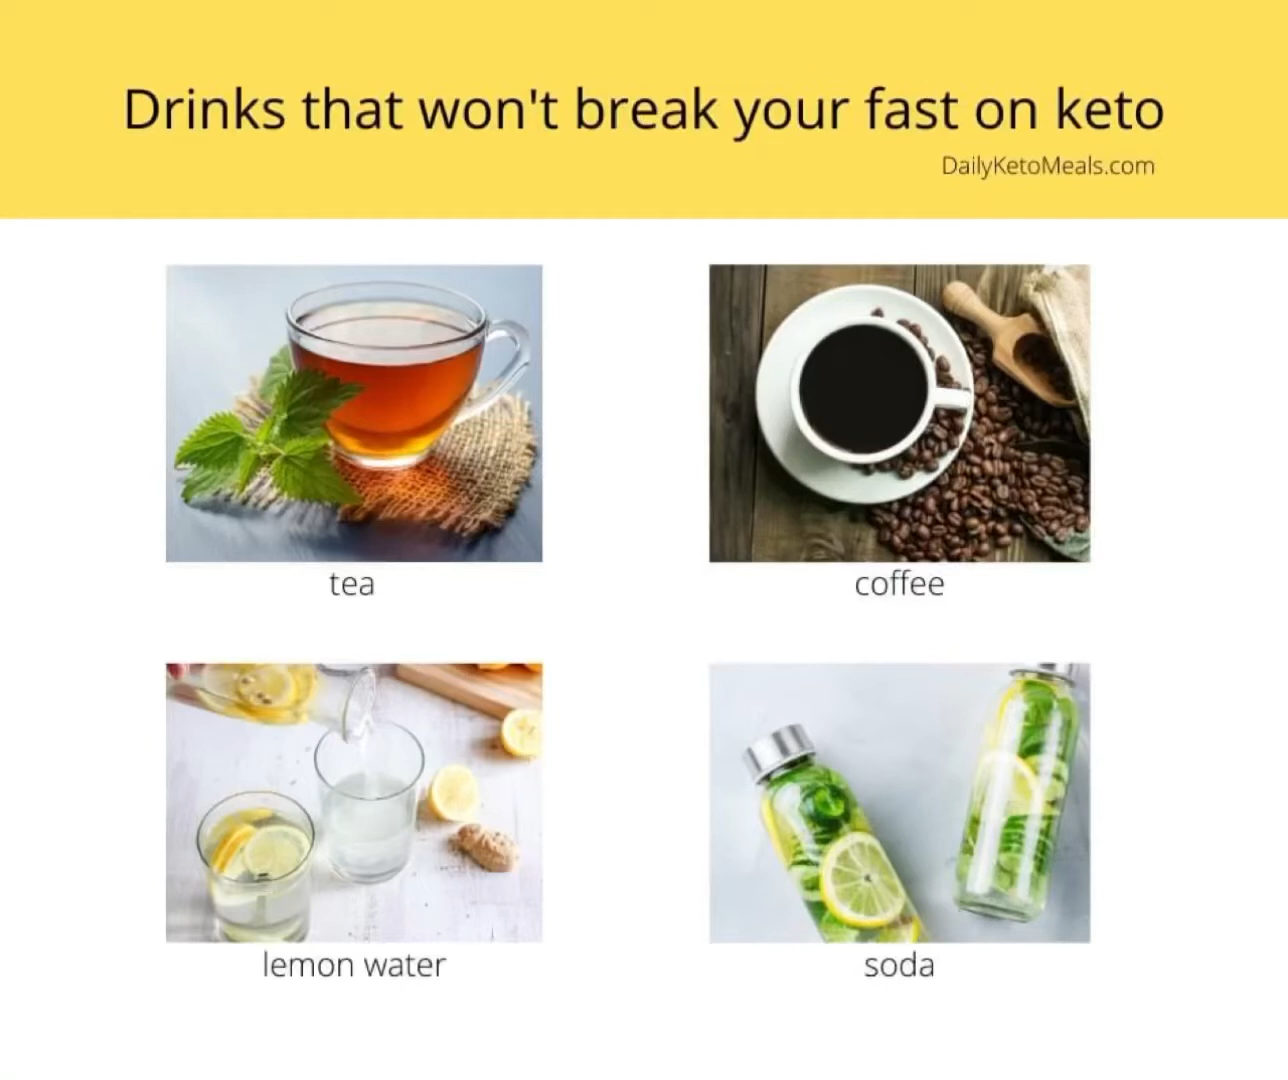 Drinks that won't break your fast on keto
DailyKetoMeals.com
tea
coffee
lemon water
soda